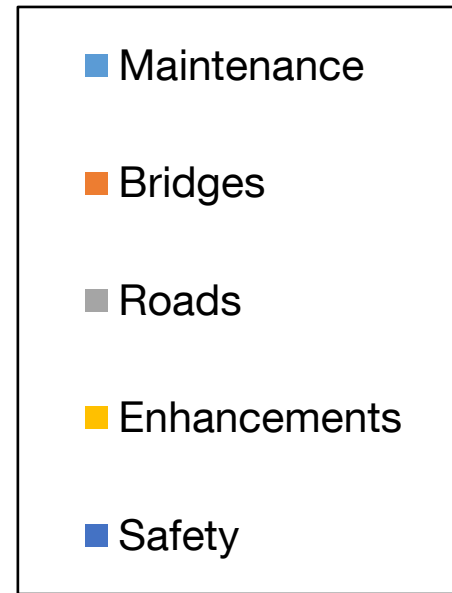 Maintenance
Bridges
Roads
Enhancements
Safety